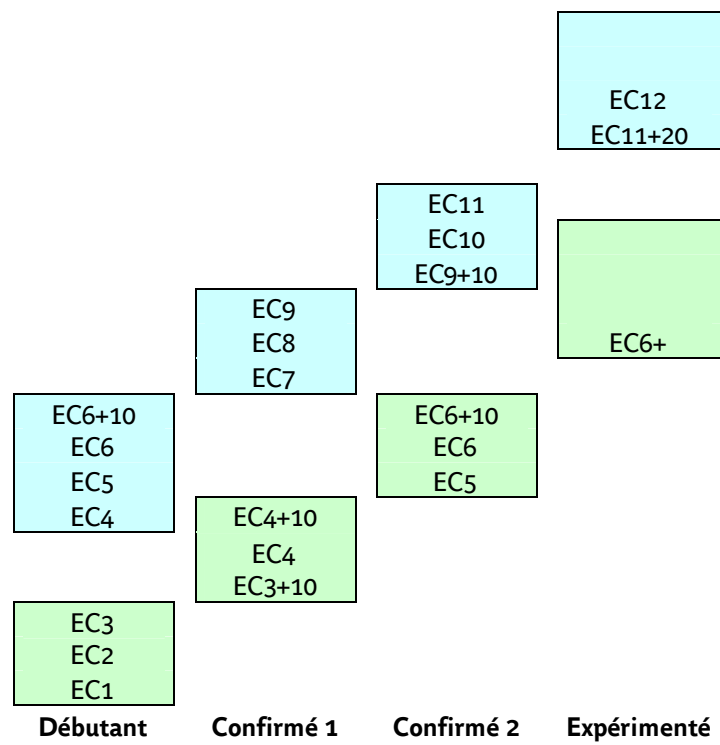 EC12
EC11+20
EC11
EC10
EC9+10
EC6+
EC9
EC8
EC7
EC6+10
EC6
EC5
EC4
EC6+10
EC6
EC5
EC4+10
EC4
EC3+10
EC3
EC2
EC1
Débutant Confirmé 1 Confirmé 2 Expérimenté